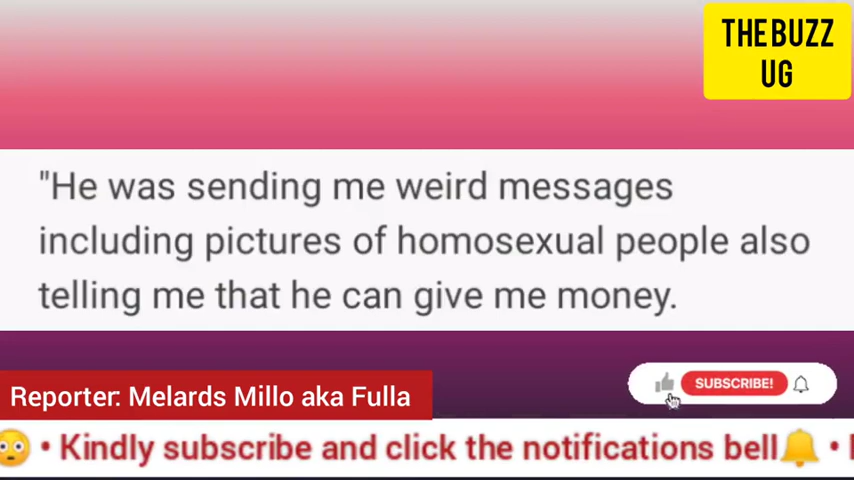 THE BUZZ
UG
"He was sending me weird messages
including pictures of homosexual people also
telling me that he can give me money.
SUBSCRIBE!
Reporter: Melards Millo aka Fulla
😳 • Kindly subscribe and click the notifications bell🔔 •